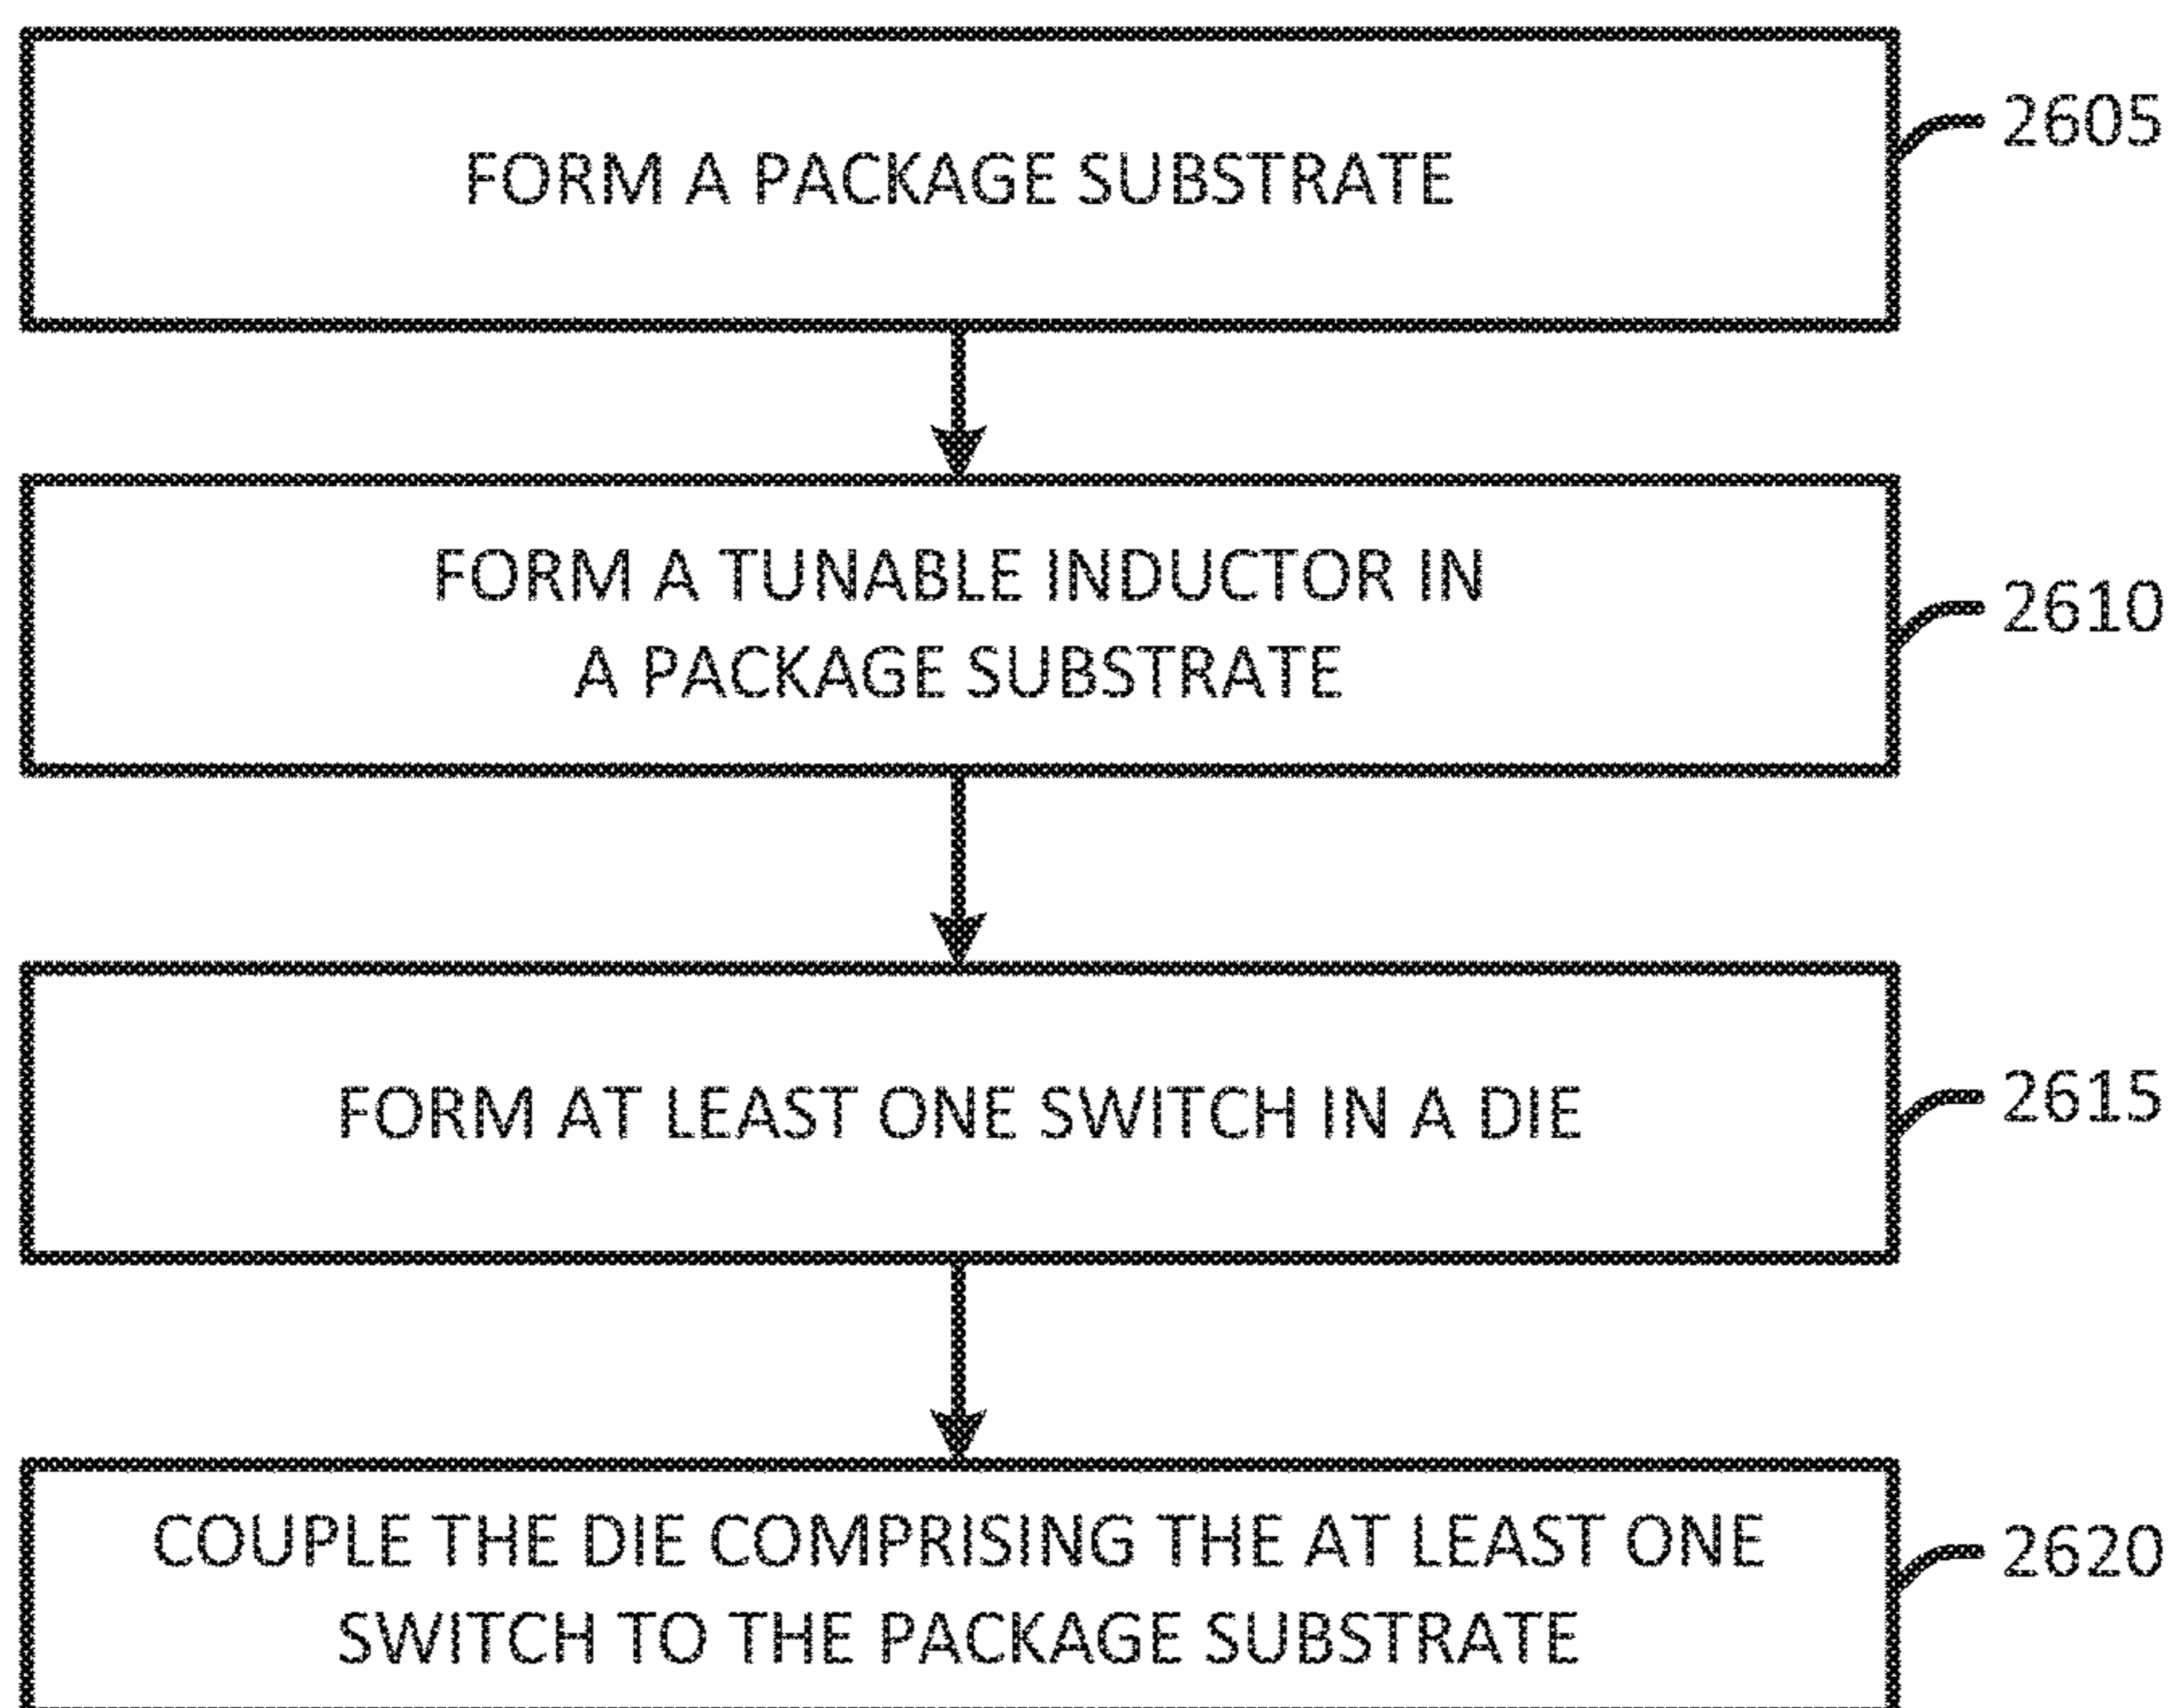 FORM A PACKAGE SUBSTRATE
2605
FORM A TUNABLE INDUCTOR IN
A PACKAGE SUBSTRATE
2610
FORM AT LEAST ONE SWITCH IN A DIE
2615
COUPLE THE DIE COMPRISING THE AT LEAST ONE
SWITCH TO THE PACKAGE SUBSTRATE
2620